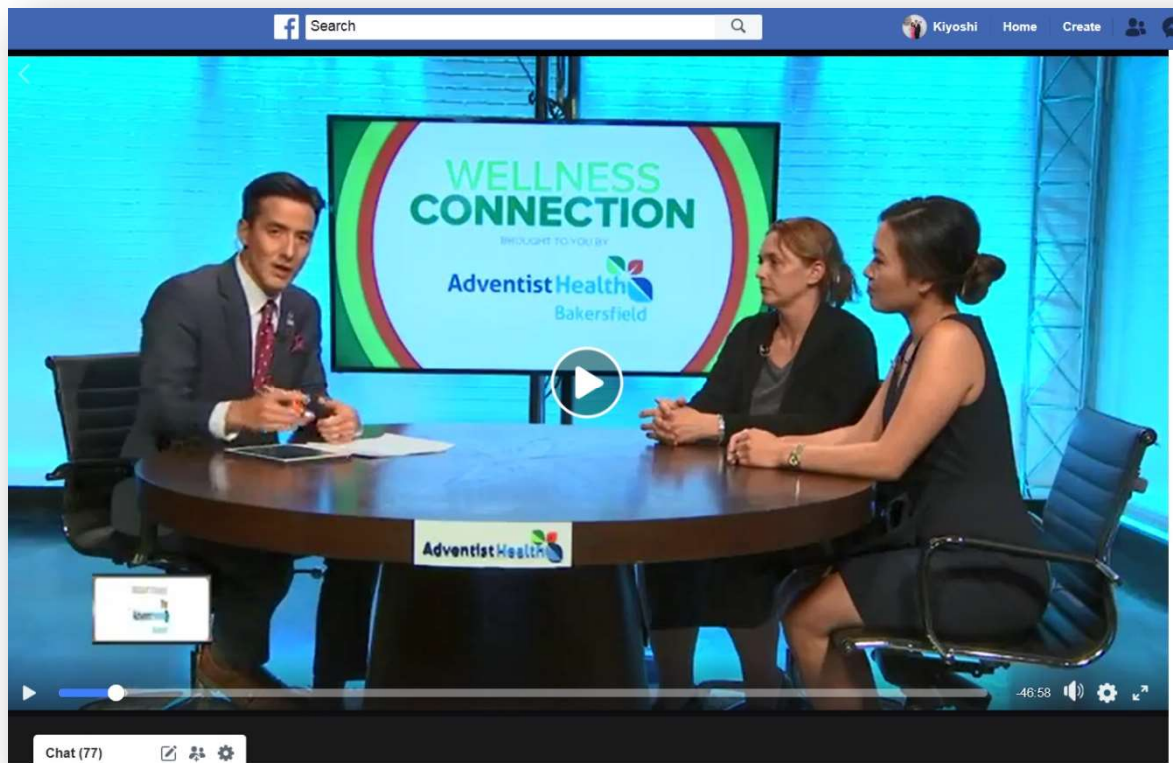 Search
Kiyoshi Home Create
WELLNESS
CONNECTION
BROUGHT TO YOU BY
Adventist Health
Bakersfield
Adventist Health
-46:58
Chat (77)